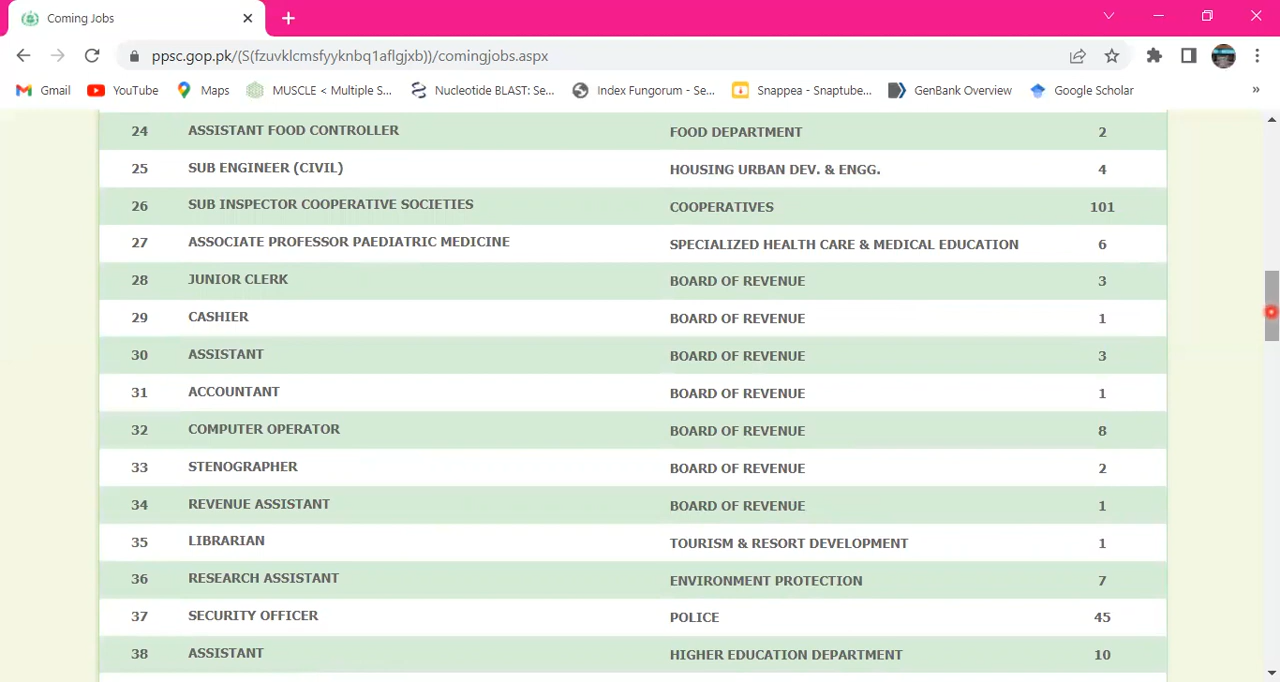 Coming Jobs
ppsc.gop.pk/(S(fzuvklcmsfyyknbq1aflgjxb))/comingjobs.aspx
Gmail YouTube Maps MUSCLE < Multiple S... Nucleotide BLAST: Se... Index Fungorum - Se... Snappea - Snaptube... GenBank Overview Google Scholar »
24 ASSISTANT FOOD CONTROLLER FOOD DEPARTMENT 2
25 SUB ENGINEER (CIVIL) HOUSING URBAN DEV. & ENGG. 4
26 SUB INSPECTOR COOPERATIVE SOCIETIES COOPERATIVES 101
27 ASSOCIATE PROFESSOR PAEDIATRIC MEDICINE SPECIALIZED HEALTH CARE & MEDICAL EDUCATION 6
28 JUNIOR CLERK BOARD OF REVENUE 3
29 CASHIER BOARD OF REVENUE 1
30 ASSISTANT BOARD OF REVENUE 3
31 ACCOUNTANT BOARD OF REVENUE 1
32 COMPUTER OPERATOR BOARD OF REVENUE 8
33 STENOGRAPHER BOARD OF REVENUE 2
34 REVENUE ASSISTANT BOARD OF REVENUE 1
35 LIBRARIAN TOURISM & RESORT DEVELOPMENT 1
36 RESEARCH ASSISTANT ENVIRONMENT PROTECTION 7
37 SECURITY OFFICER POLICE 45
38 ASSISTANT HIGHER EDUCATION DEPARTMENT 10